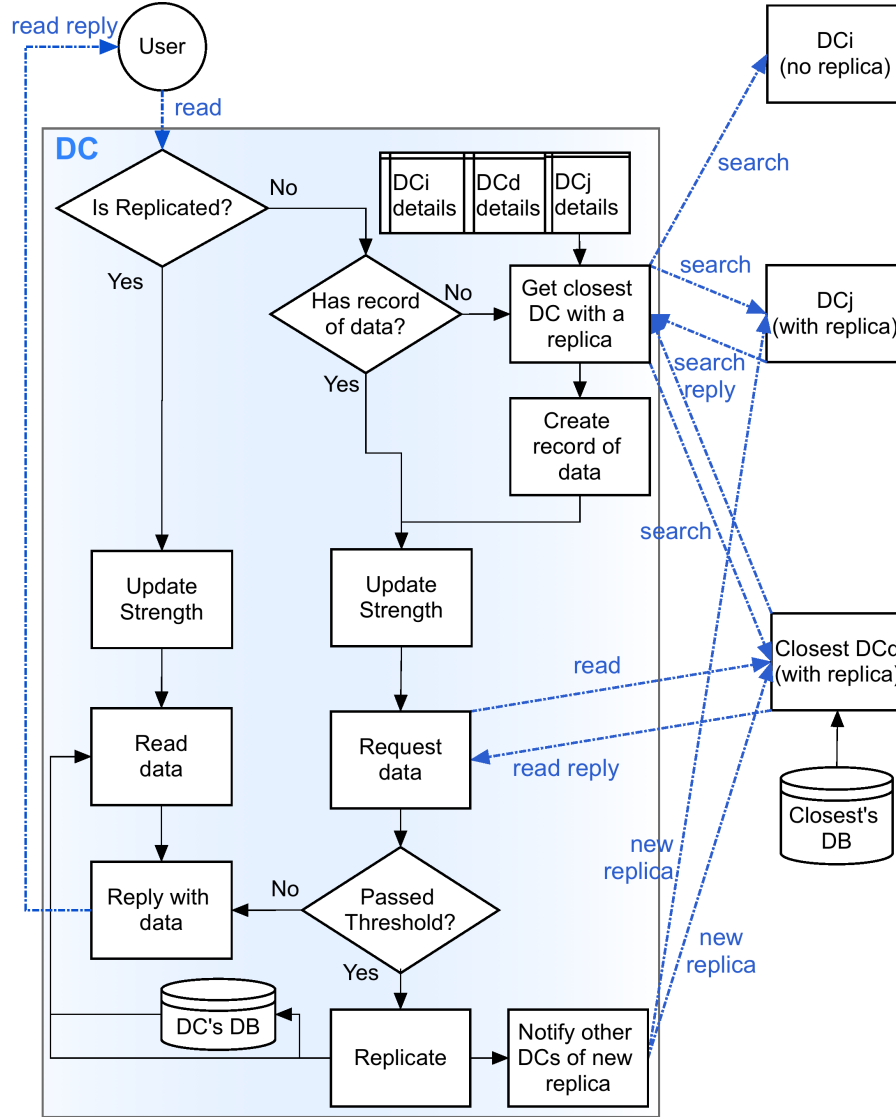 read reply
User
DCi
(no replica)
read
DC
search
Is Replicated?
No
DCi
details
DCd
details
DCj
details
Yes
Has record
of data?
No
Get closest
DC with a
replica
search
DCj
(with replica)
Yes
search
reply
Create
record of
data
search
Update
Strength
Update
Strength
read
Closest DCd
(with replica)
Read
data
Request
data
read reply
Closest's
DB
new
replica
Reply with
data
No
Passed
Threshold?
new
replica
Yes
DC's DB
Replicate
Notify other
DCs of new
replica